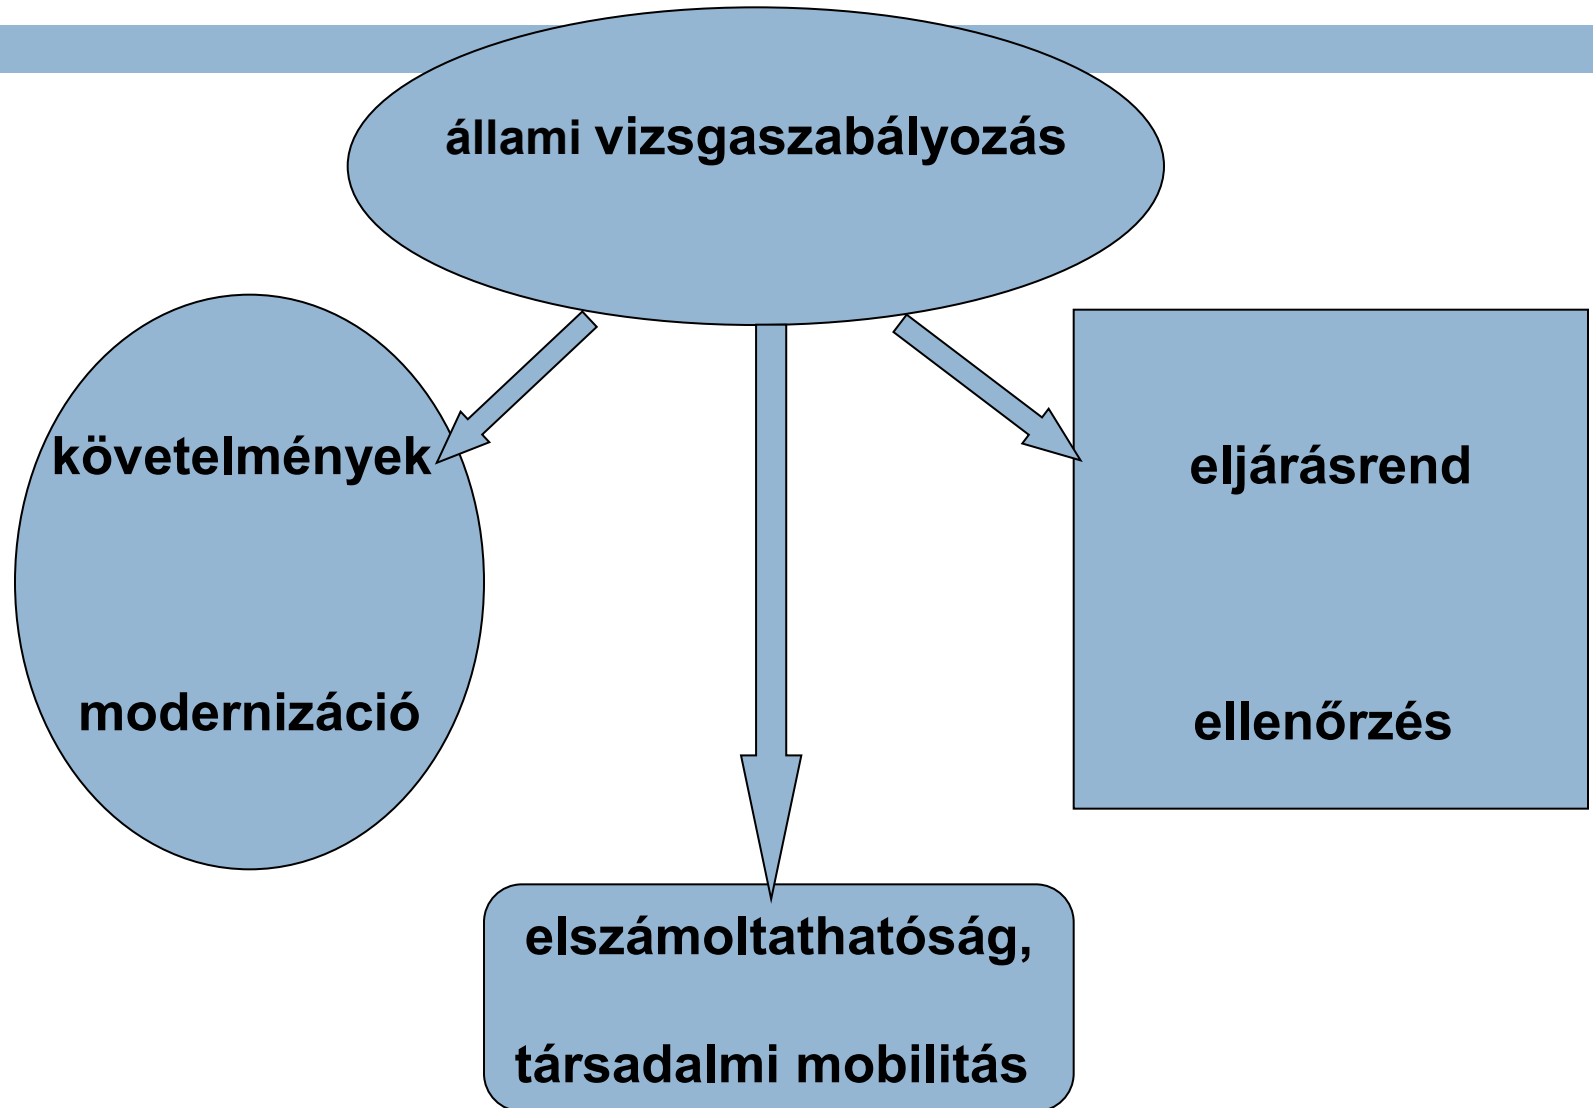 állami vizsgaszabályozás
követelmények
modernizáció
eljárásrend
ellenőrzés
elszámoltathatóság,
társadalmi mobilitás